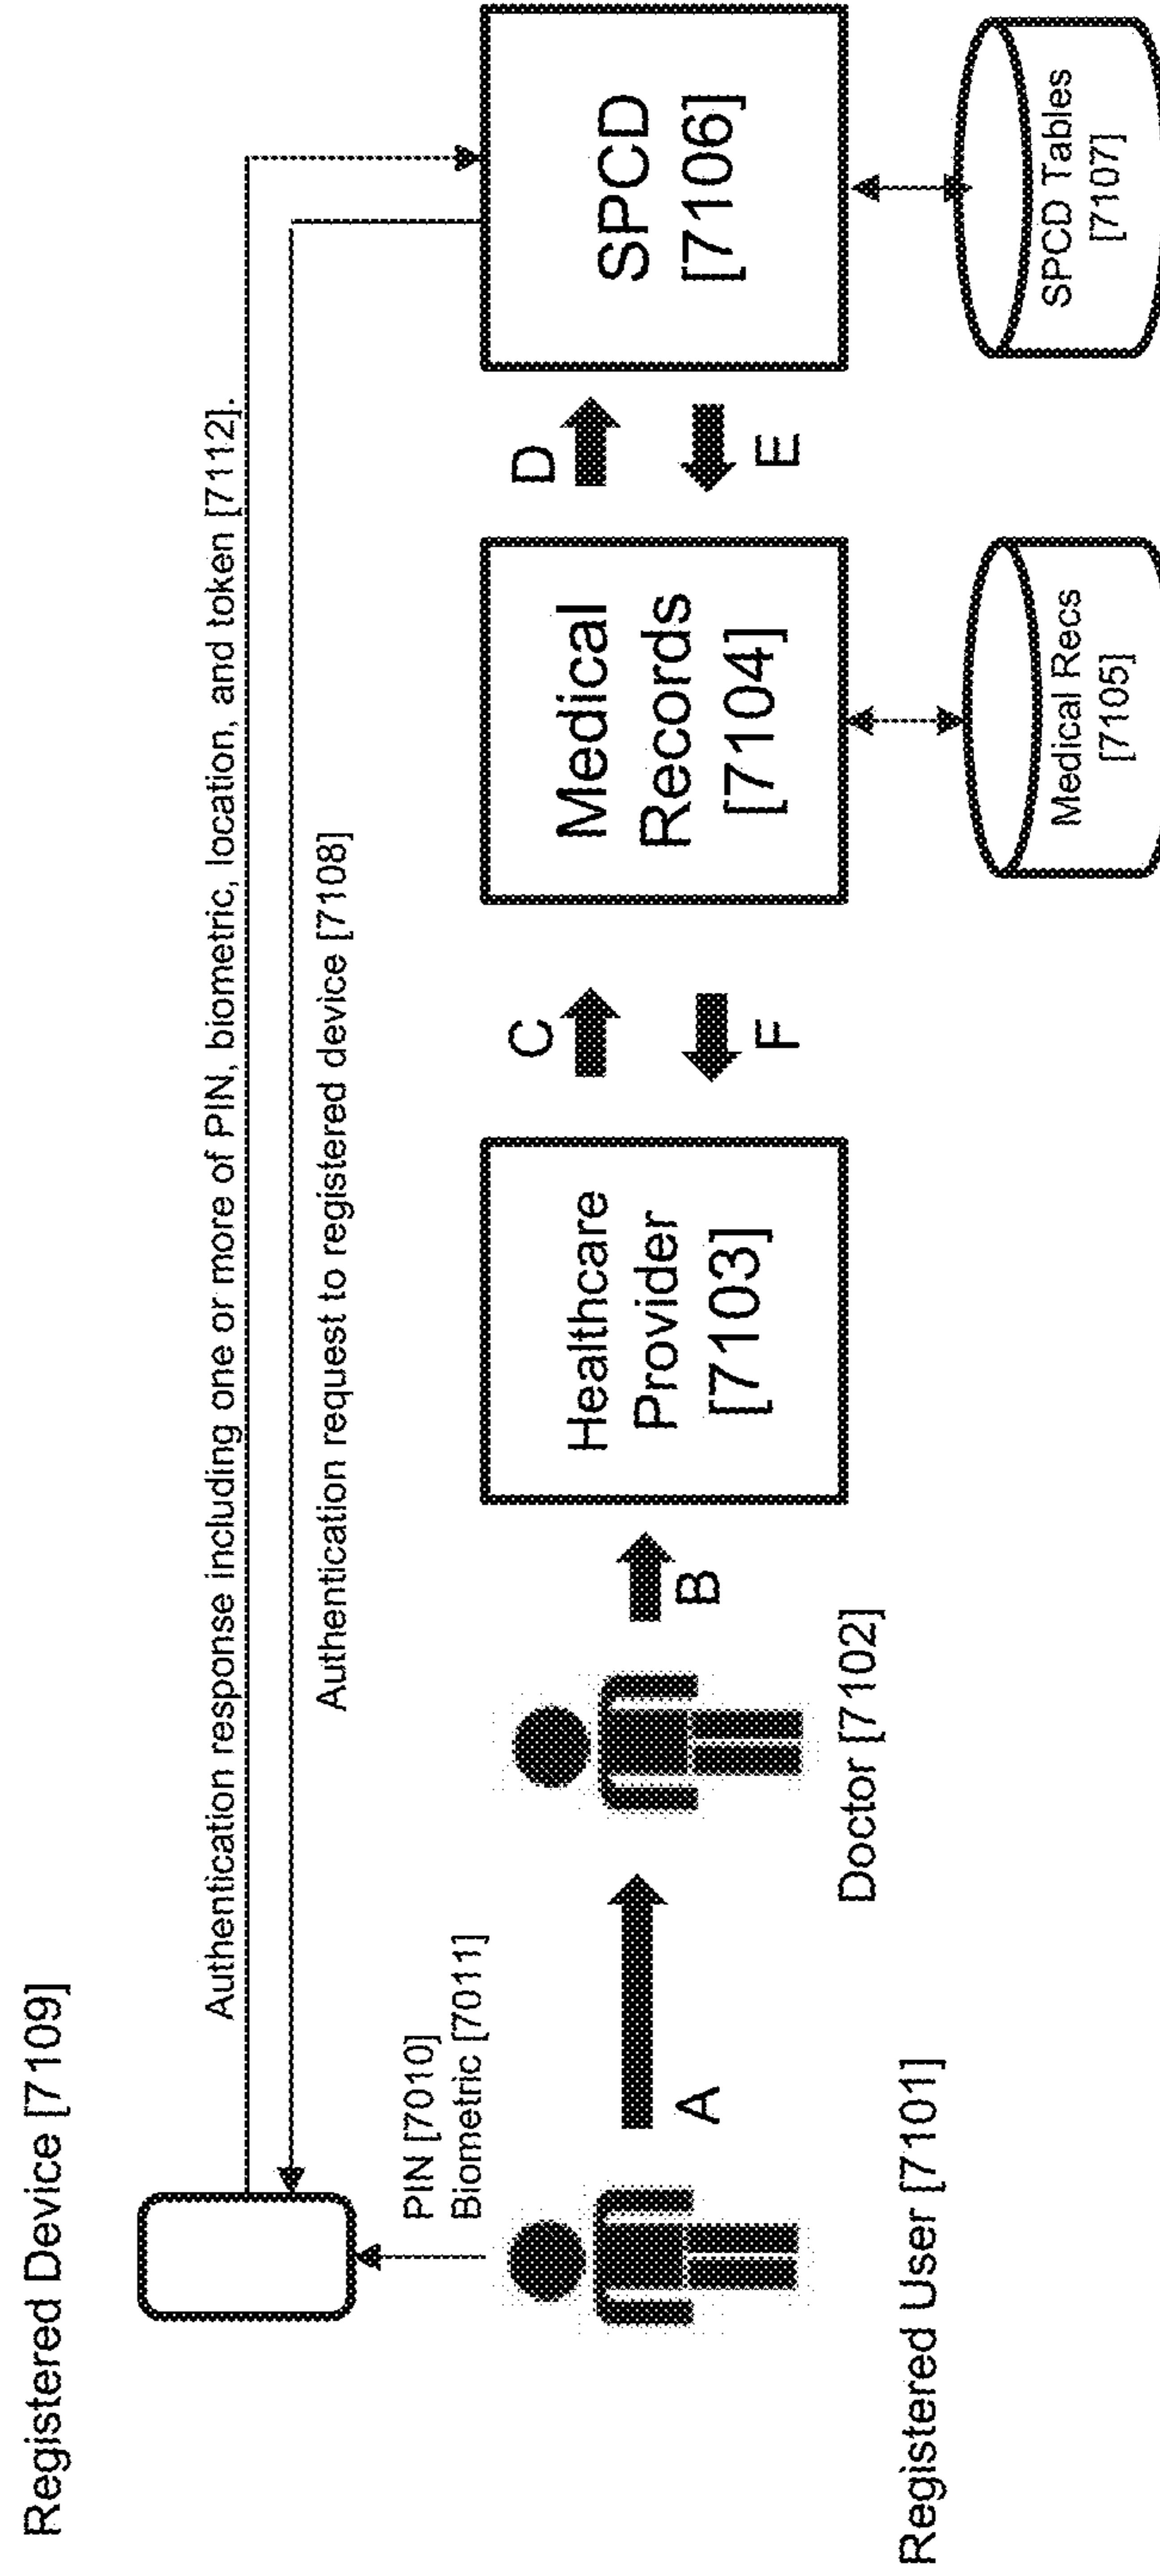 Registered Device [7109]
Authentication response including one or more of PIN, biometric, location, and token [7112].
Authentication request to registered device [7108]
PIN [7010]
Biometric [7011]
A
Registered User [7101]
B
Doctor [7102]
Healthcare
Provider
[7103]
C
F
Medical
Records
[7104]
D
E
SPCD
[7106]
Medical Recs
[7105]
SPCD Tables
[7107]